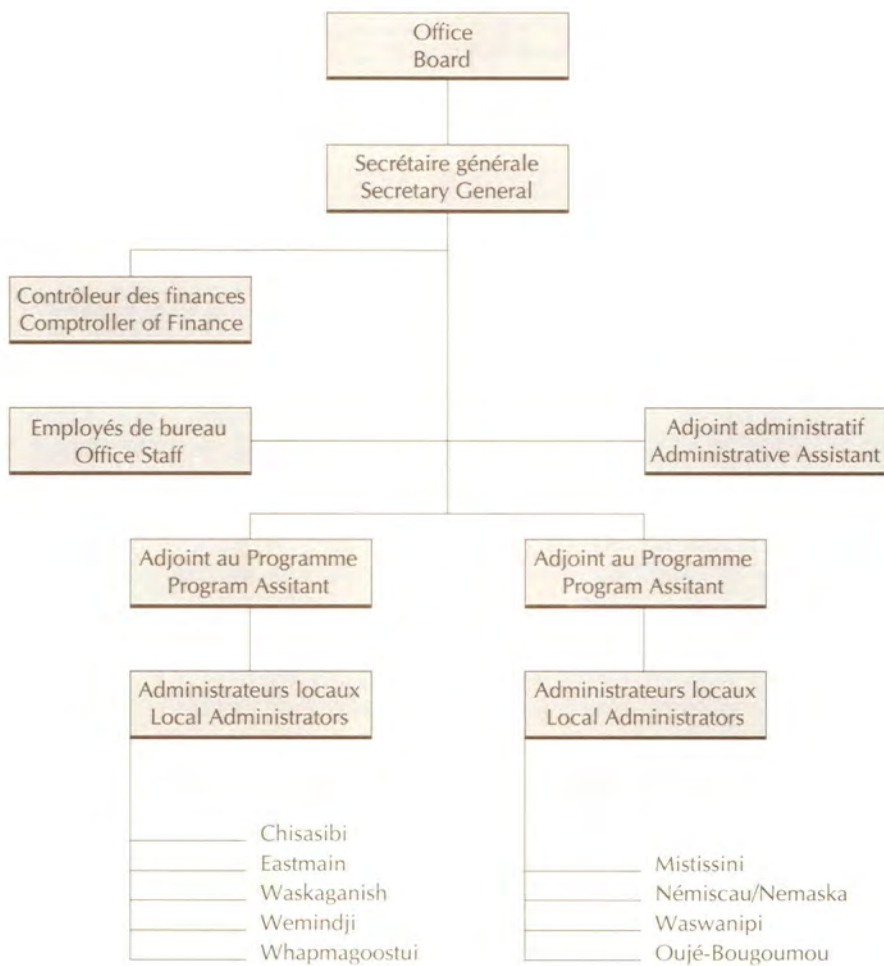 Office
Board
Secrétaire générale
Secretary General
Contrôleur des finances
Comptroller of Finance
Employés de bureau
Office Staff
Adjoint administratif
Administrative Assistant
Adjoint au Programme
Program Assitant
Adjoint au Programme
Program Assitant
Administrateurs locaux
Local Administrators
Administrateurs locaux
Local Administrators
Chisasibi
Eastmain
Waskaganish
Wemindji
Whapmagoostui
Mistissini
Némiscau/Nemaska
Waswanipi
Oujé-Bougoumou